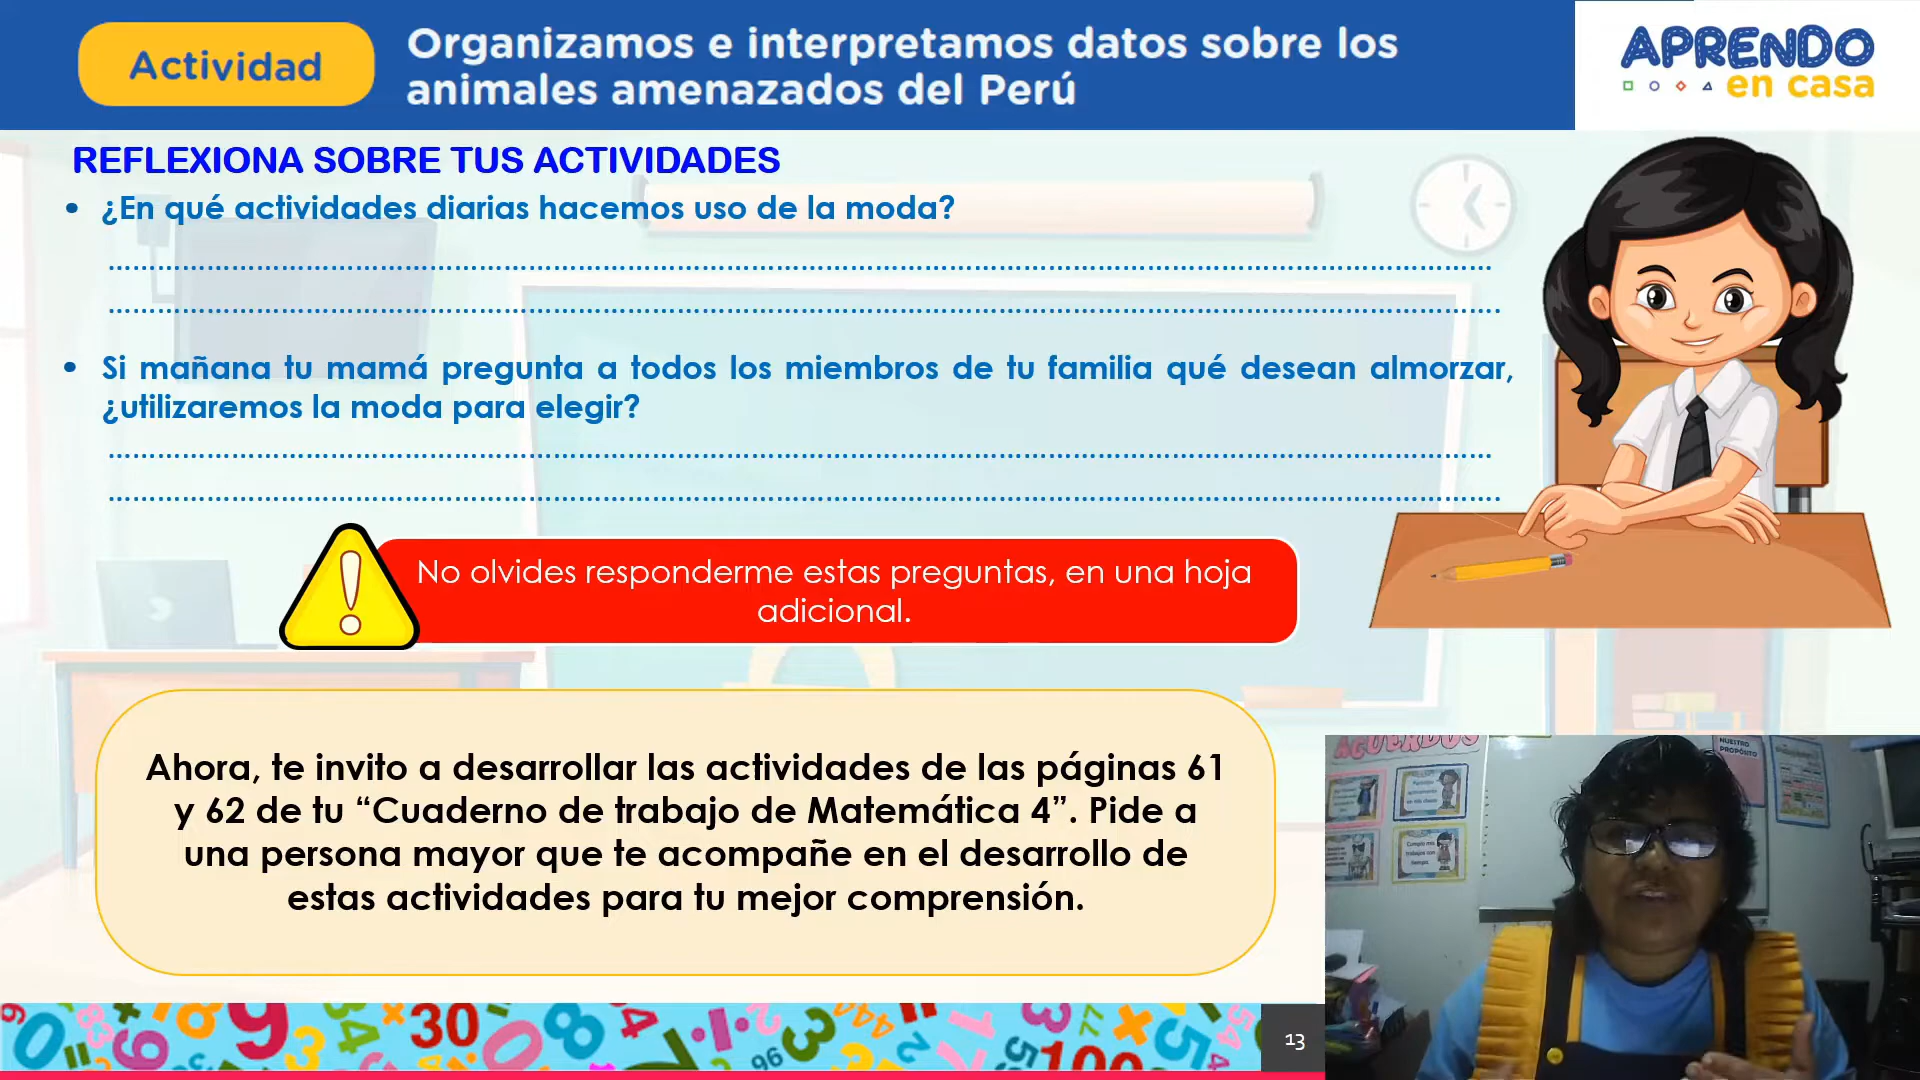 Actividad
Organizamos e interpretamos datos sobre los
animales amenazados del Perú
APRENDO
en casa
REFLEXIONA SOBRE TUS ACTIVIDADES
• ¿En qué actividades diarias hacemos uso de la moda?
• Si mañana tu mamá pregunta a todos los miembros de tu familia qué desean almorzar,
¿utilizaremos la moda para elegir?
No olvides responderme estas preguntas, en una hoja
adicional.
Ahora, te invito a desarrollar las actividades de las páginas 61
y 62 de tu “Cuaderno de trabajo de Matemática 4”. Pide a
una persona mayor que te acompañe en el desarrollo de
estas actividades para tu mejor comprensión.
ACUERDOS
NUESTRO
PROPÓSITO
13